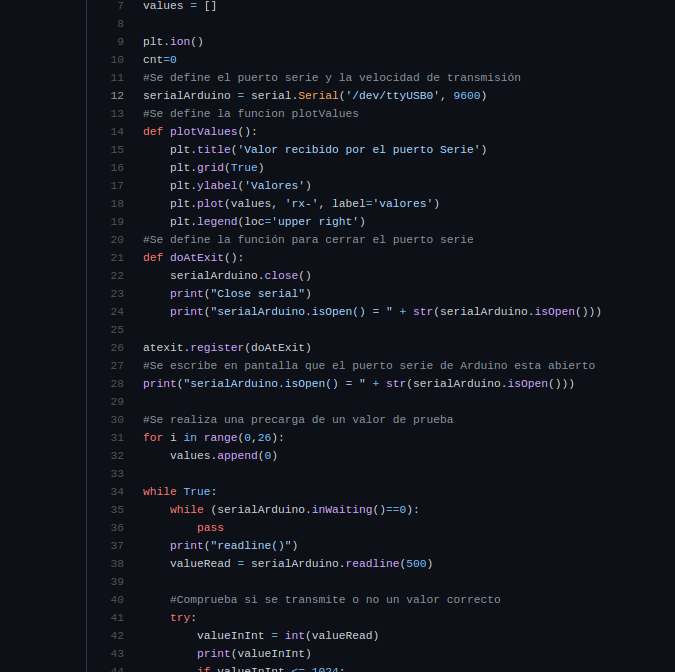 7 values = []
8
9 plt.ion()
10 cnt=0
11 #Se define el puerto serie y la velocidad de transmisión
12 serialArduino = serial.Serial('/dev/ttyUSB0', 9600)
13 #Se define la funcion plotValues
14 def plotValues():
15     plt.title('Valor recibido por el puerto Serie')
16     plt.grid(True)
17     plt.ylabel('Valores')
18     plt.plot(values, 'rx-', label='valores')
19     plt.legend(loc='upper right')
20 #Se define la función para cerrar el puerto serie
21 def doAtExit():
22     serialArduino.close()
23     print("Close serial")
24     print("serialArduino.isOpen() = " + str(serialArduino.isOpen()))
25
26 atexit.register(doAtExit)
27 #Se escribe en pantalla que el puerto serie de Arduino esta abierto
28 print("serialArduino.isOpen() = " + str(serialArduino.isOpen()))
29
30 #Se realiza una precarga de un valor de prueba
31 for i in range(0,26):
32     values.append(0)
33
34 while True:
35     while (serialArduino.inWaiting()==0):
36         pass
37     print("readline()")
38     valueRead = serialArduino.readline(500)
39
40     #Comprueba si se transmite o no un valor correcto
41     try:
42         valueInInt = int(valueRead)
43         print(valueInInt)
44         if valueInInt <= 1024: